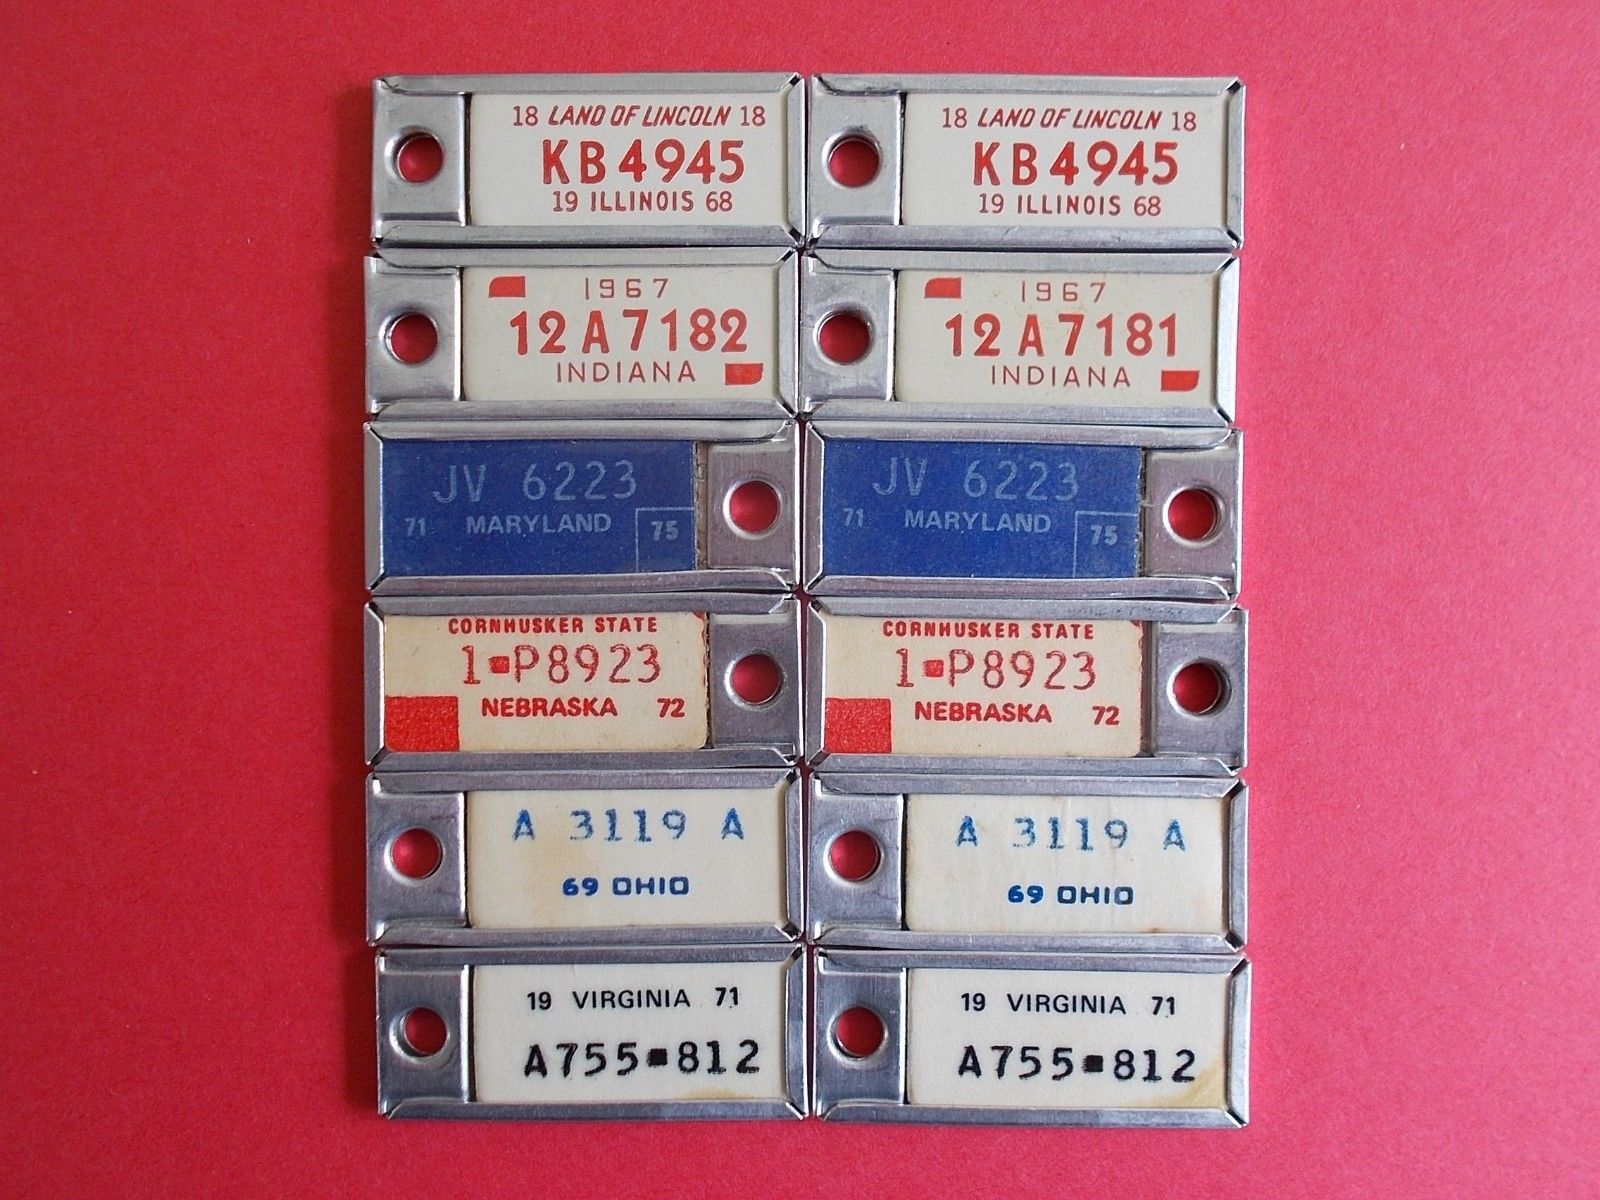 18 LAND OF LINCOLN 18
KB 4945
19 ILLINOIS 68
18 LAND OF LINCOLN 18
KB 4945
19 ILLINOIS 68
1967
12 A 7182
INDIANA
1967
12 A 7181
INDIANA
JV 6223
71 MARYLAND 75
JV 6223
71 MARYLAND 75
CORNHUSKER STATE
1▪P8923
NEBRASKA 72
CORNHUSKER STATE
1▪P8923
NEBRASKA 72
A 3119 A
69 OHIO
A 3119 A
69 OHIO
19 VIRGINIA 71
A755▪812
19 VIRGINIA 71
A755▪812